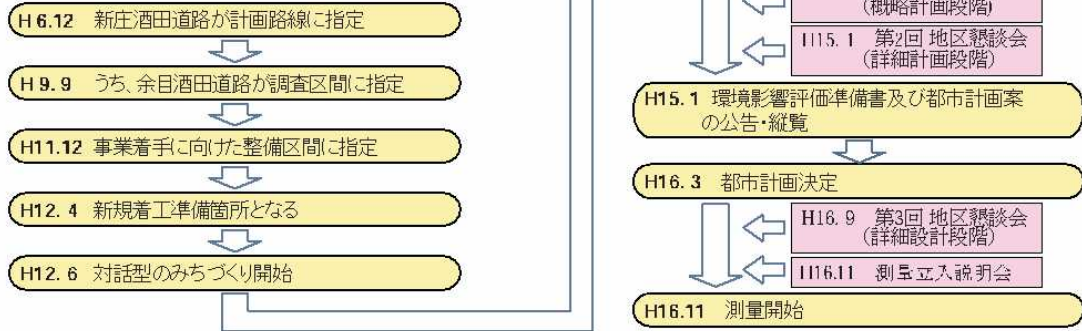 H 6.12 新庄酒田道路が計画路線に指定
H 9. 9 うち、余目酒田道路が調査区間に指定
H11.12 事業着手に向けた整備区間に指定
H12. 4 新規着工準備箇所となる
H12. 6 対話型のみちづくり開始
(概略計画段階)
H15. 1 第2回 地区懇談会
(詳細計画段階)
H15. 1 環境影響評価準備書及び都市計画案
の公告・縦覧
H16. 3 都市計画決定
H16. 9 第3回 地区懇談会
(詳細設計段階)
H16.11 測量立入説明会
H16.11 測量開始